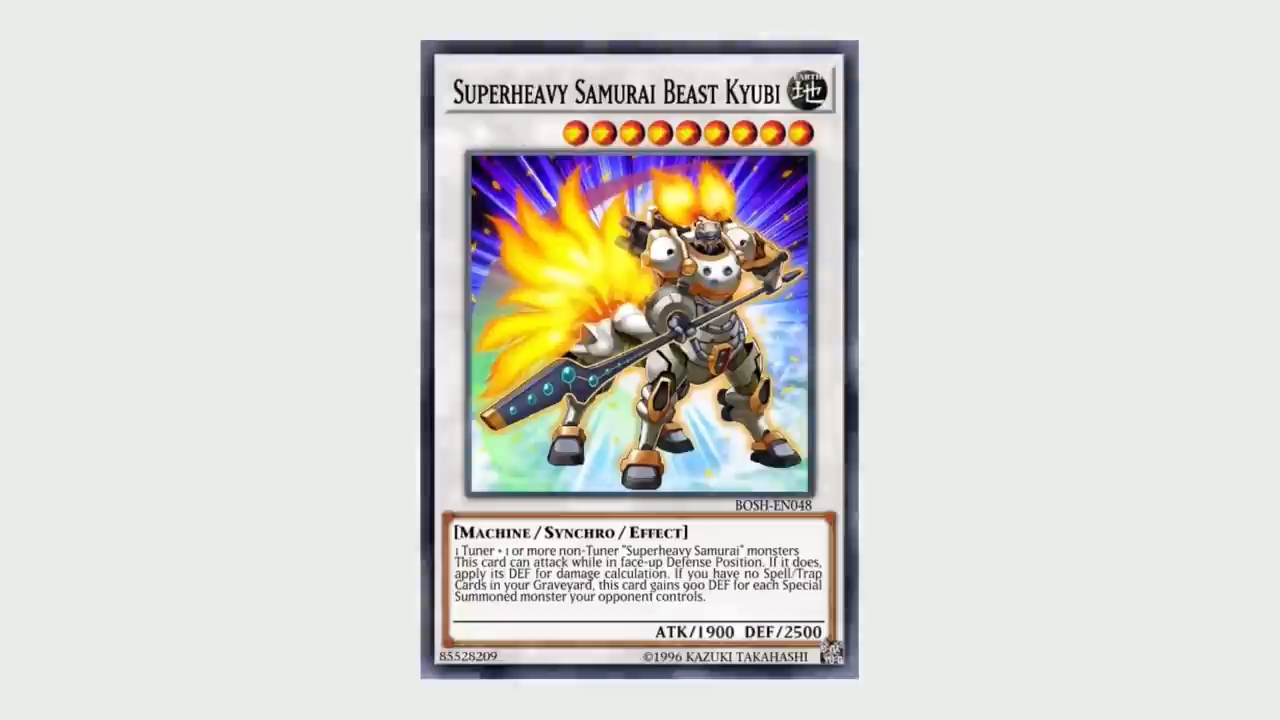 SUPERHEAVY SAMURAI BEAST KYUBI
EARTH
地
BOSH-EN048
[MACHINE/SYNCHRO/EFFECT]
1 Tuner + 1 or more non-Tuner "Superheavy Samurai" monsters
This card can attack while in face-up Defense Position. If it does,
apply its DEF for damage calculation. If you have no Spell/Trap
Cards in your Graveyard, this card gains 900 DEF for each Special
Summoned monster your opponent controls.
ATK/1900 DEF/2500
85528209
©1996 KAZUKI TAKAHASHI